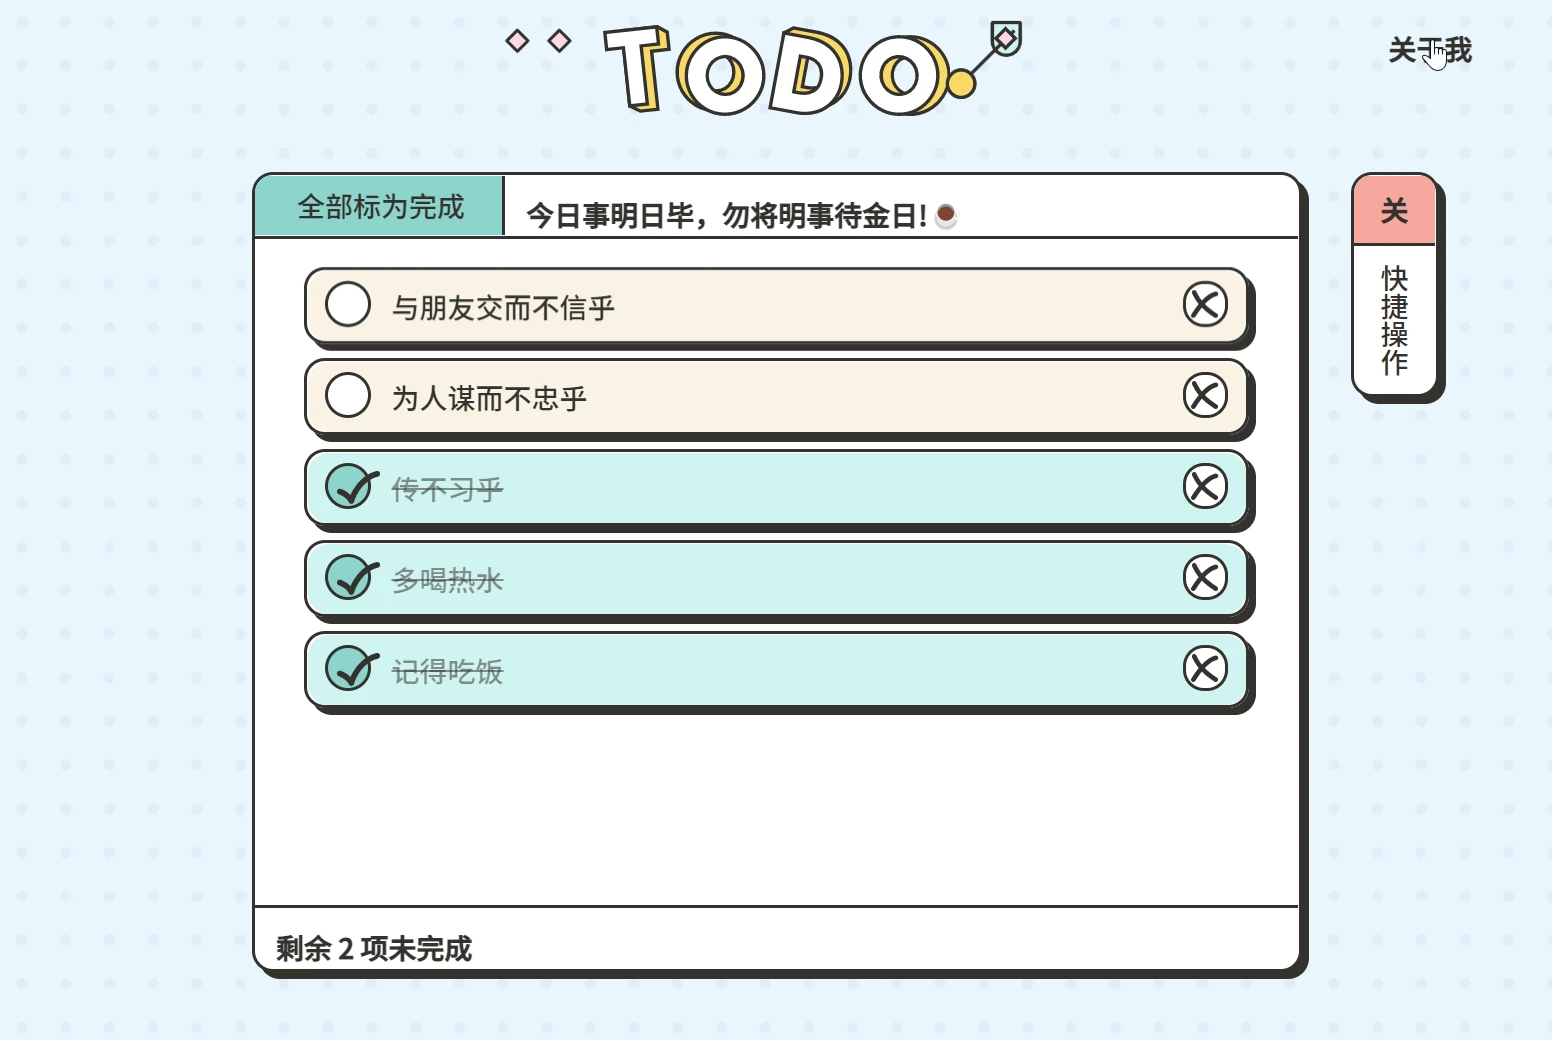 TODO
关于我
全部标为完成
今日事明日毕，勿将明事待金日!
与朋友交而不信乎
为人谋而不忠乎
传不习乎
多喝热水
记得吃饭
剩余 2 项未完成
关
快捷操作